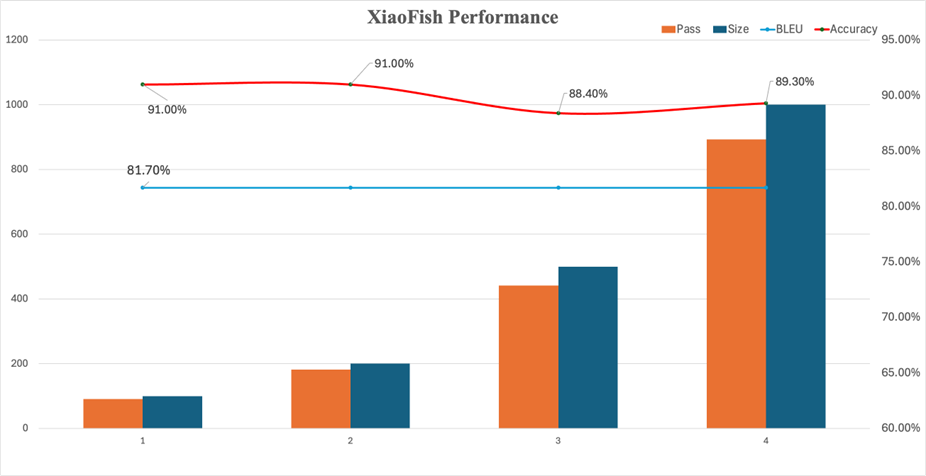 XiaoFish Performance
Pass Size BLEU Accuracy
1200 95.00%
91.00%
1000 91.00% 88.40% 89.30% 90.00%
85.00%
800 81.70%
80.00%
600
75.00%
400
70.00%
200 65.00%
0 60.00%
1 2 3 4